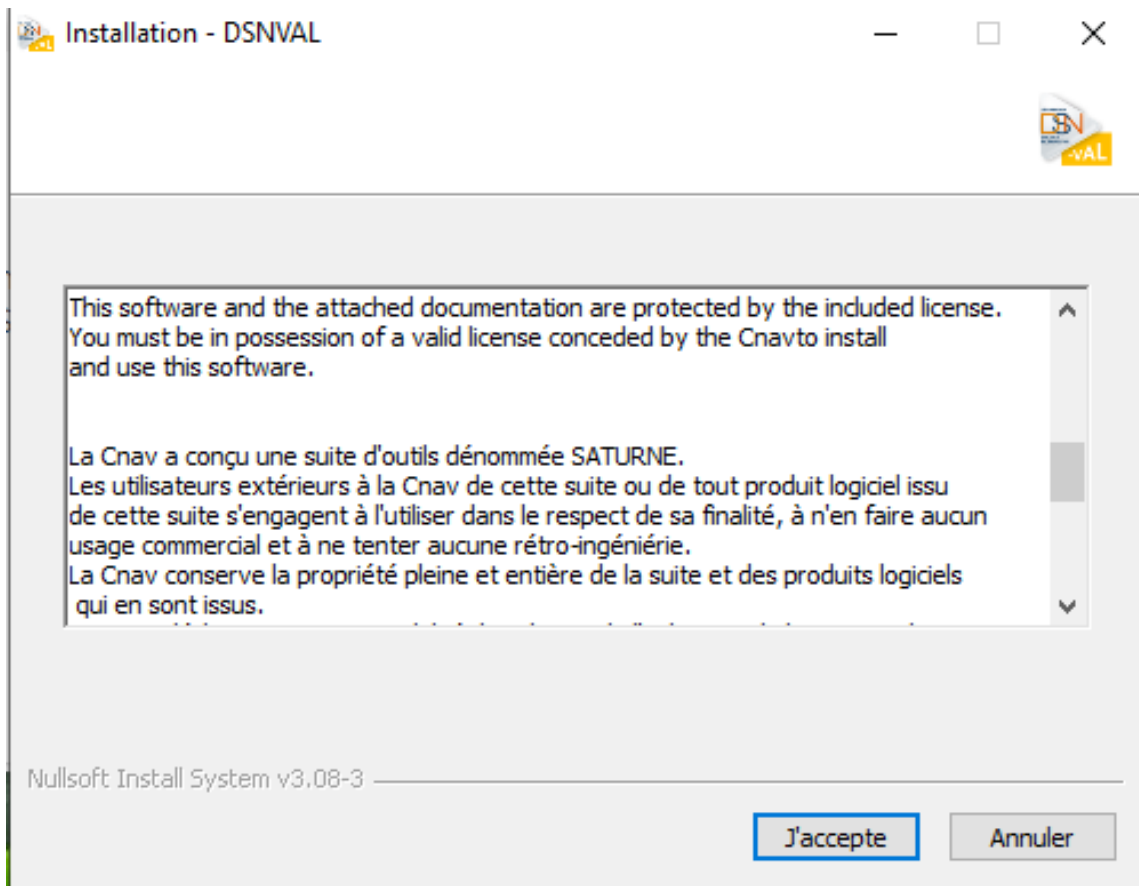 Installation - DSNVAL
DSN
-VAL
This software and the attached documentation are protected by the included license.
You must be in possession of a valid license conceded by the Cnavto install
and use this software.
La Cnav a conçu une suite d'outils dénommée SATURNE.
Les utilisateurs extérieurs à la Cnav de cette suite ou de tout produit logiciel issu
de cette suite s'engagent à l'utiliser dans le respect de sa finalité, à n'en faire aucun
usage commercial et à ne tenter aucune rétro-ingéniérie.
La Cnav conserve la propriété pleine et entière de la suite et des produits logiciels
qui en sont issus.
Nullsoft Install System v3.08-3
J'accepte
Annuler